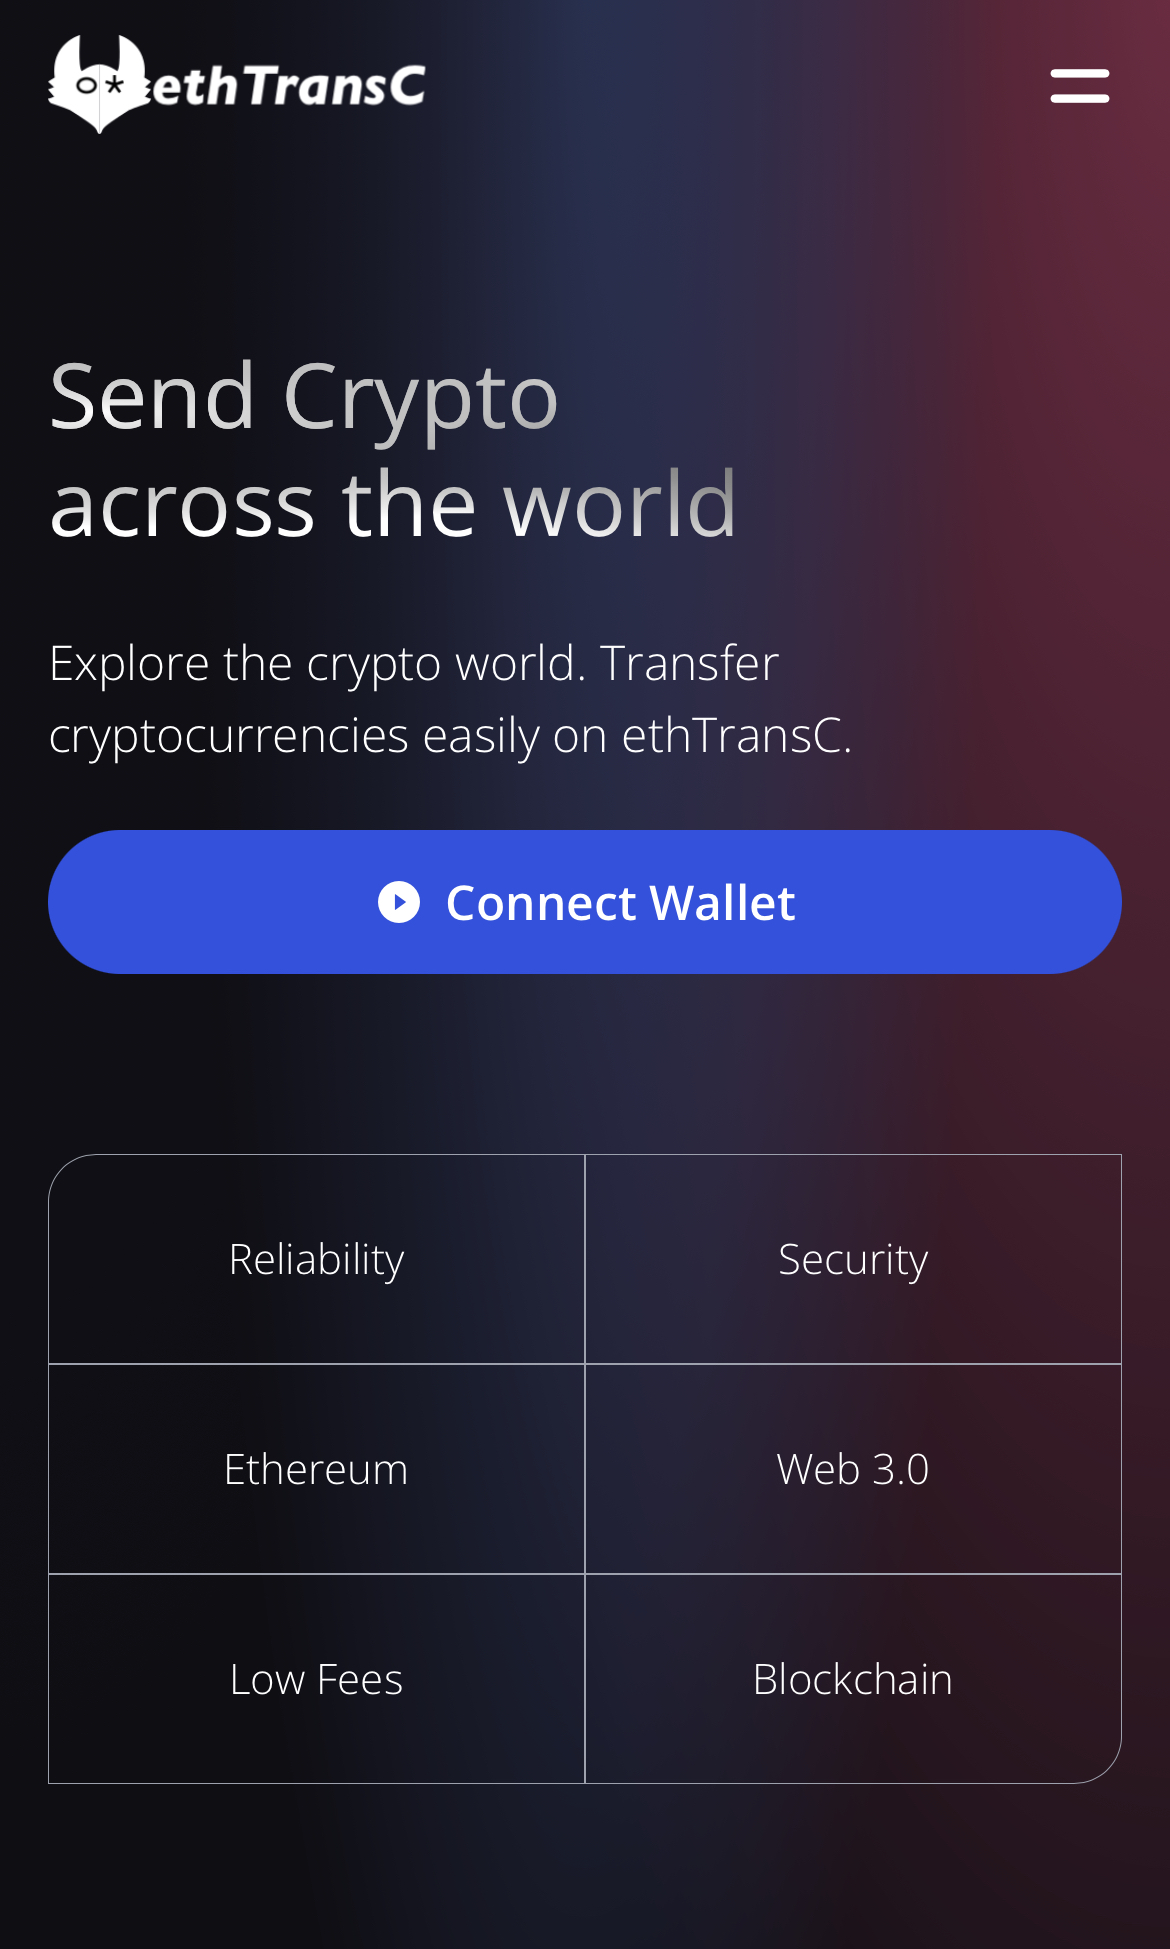 ethTransC
Send Crypto
across the world
Explore the crypto world. Transfer
cryptocurrencies easily on ethTransC.
Connect Wallet
Reliability
Security
Ethereum
Web 3.0
Low Fees
Blockchain